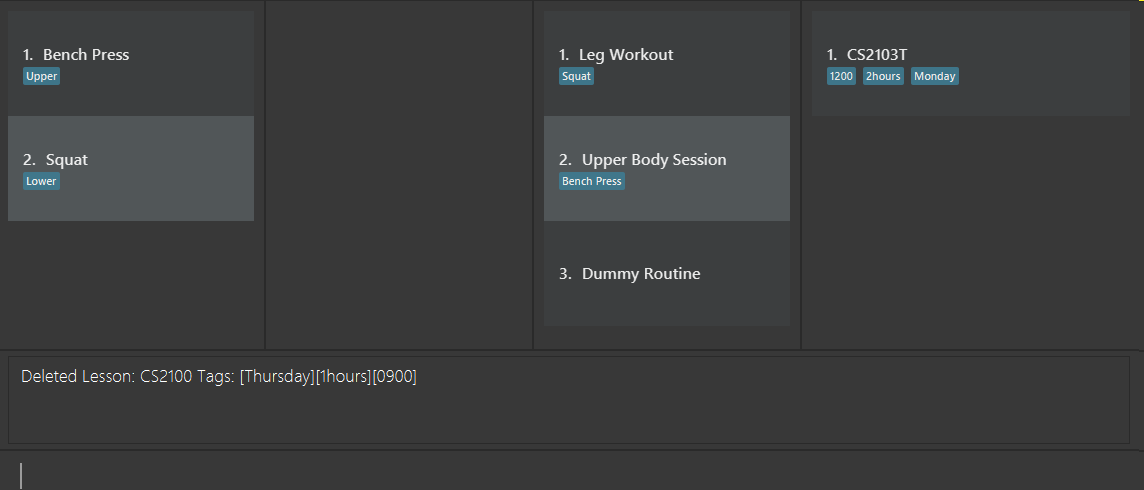 1. Bench Press
Upper
2. Squat
Lower
1. Leg Workout
Squat
2. Upper Body Session
Bench Press
3. Dummy Routine
1. CS2103T
1200 2hours Monday
Deleted Lesson: CS2100 Tags: [Thursday][1hours][0900]